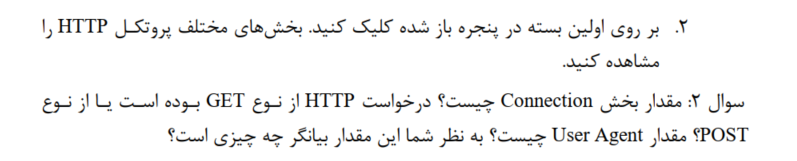 ۲. بر روی اولین بسته در پنجره باز شده کلیک کنید. بخش‌های مختلف پروتکل HTTP را
مشاهده کنید.
سوال ۲: مقدار بخش Connection چیست؟ درخواست HTTP از نوع GET بوده است یا از نوع
POST؟ مقدار User Agent چیست؟ به نظر شما این مقدار بیانگر چه چیزی است؟